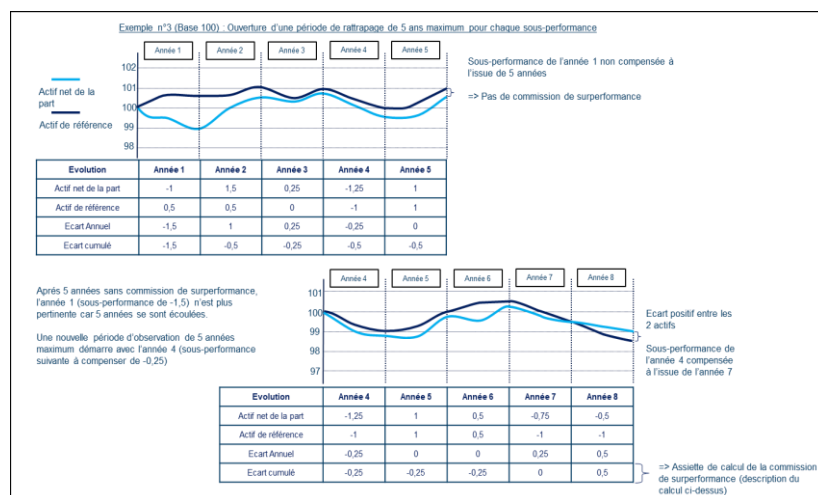 Exemple n°3 (Base 100) : Ouverture d'une période de rattrapage de 5 ans maximum pour chaque sous-performance
Année 1 Année 2 Année 3 Année 4 Année 5
102
101
100
99
98
Actif net de la part
Actif de référence
Sous-performance de l'année 1 non compensée à
l'issue de 5 années
=> Pas de commission de surperformance
Evolution Année 1 Année 2 Année 3 Année 4 Année 5
Actif net de la part -1 1,5 0,25 -1,25 1
Actif de référence 0,5 0,5 0 -1 1
Ecart Annuel -1,5 1 0,25 -0,25 0
Ecart cumulé -1,5 -0,5 -0,25 -0,5 -0,5
Après 5 années sans commission de surperformance,
l'année 1 (sous-performance de -1,5) n'est plus
pertinente car 5 années se sont écoulées.
Une nouvelle période d'observation de 5 années
maximum démarre avec l'année 4 (sous-performance
suivante à compenser de -0,25)
Année 4 Année 5 Année 6 Année 7 Année 8
101
100
99
98
97
Ecart positif entre les
2 actifs
Sous-performance de
l'année 4 compensée
à l'issue de l'année 7
Evolution Année 4 Année 5 Année 6 Année 7 Année 8
Actif net de la part -1,25 1 0,5 -0,75 -0,5
Actif de référence -1 1 0,5 -1 -1
Ecart Annuel -0,25 0 0 0,25 0,5
Ecart cumulé -0,25 -0,25 -0,25 0 0,5
=> Assiette de calcul de la commission
de surperformance (description du
calcul ci-dessus)